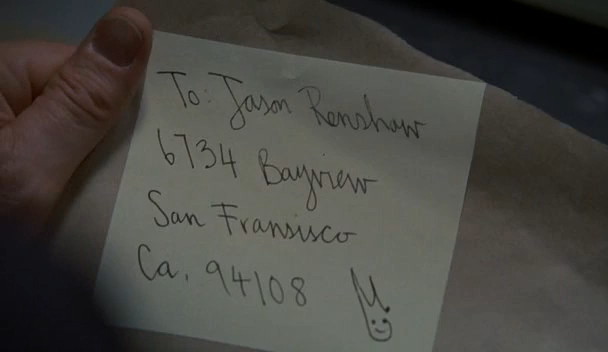 To: Jason Renshaw
6734 Bayview
San Fransisco
Ca. 94108
M.